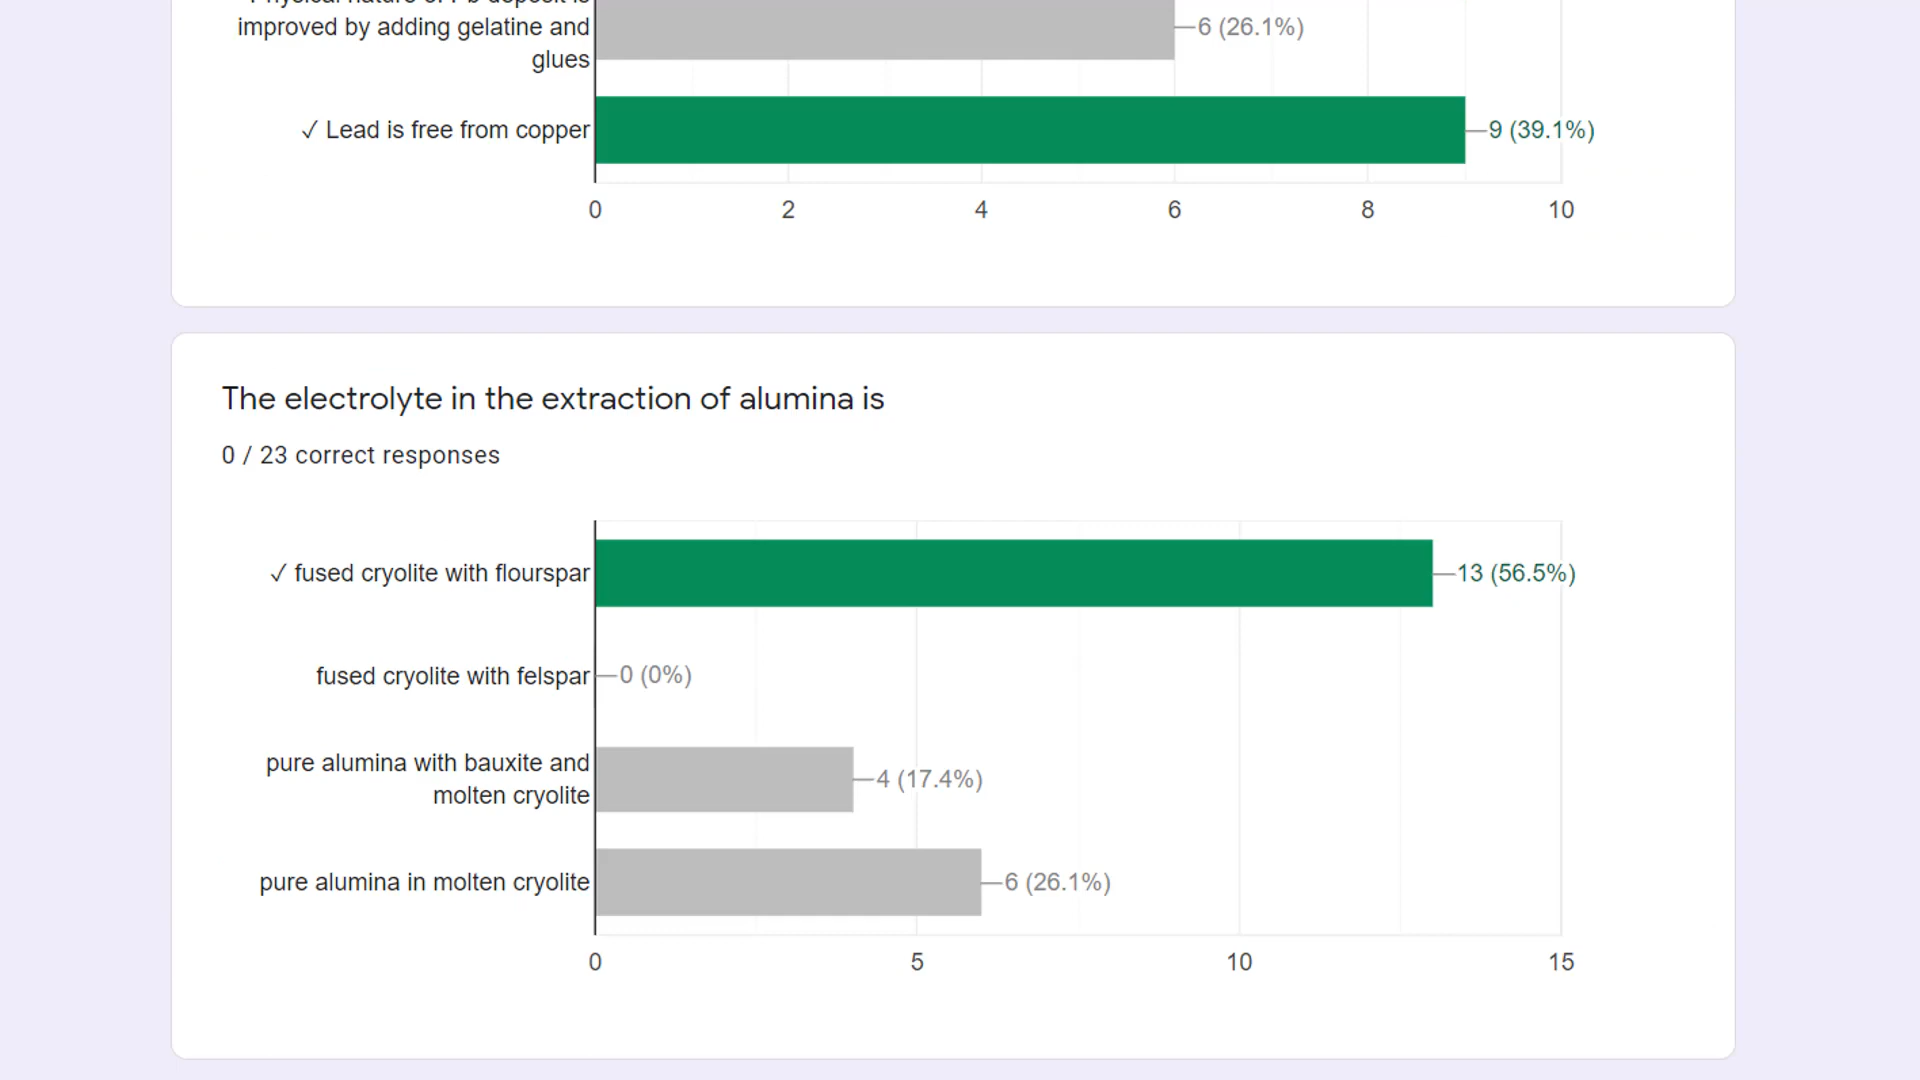 improved by adding gelatine and
glues
6 (26.1%)
✓ Lead is free from copper
9 (39.1%)
0 2 4 6 8 10
The electrolyte in the extraction of alumina is
0 / 23 correct responses
✓ fused cryolite with flourspar
13 (56.5%)
fused cryolite with felspar
0 (0%)
pure alumina with bauxite and
molten cryolite
4 (17.4%)
pure alumina in molten cryolite
6 (26.1%)
0 5 10 15